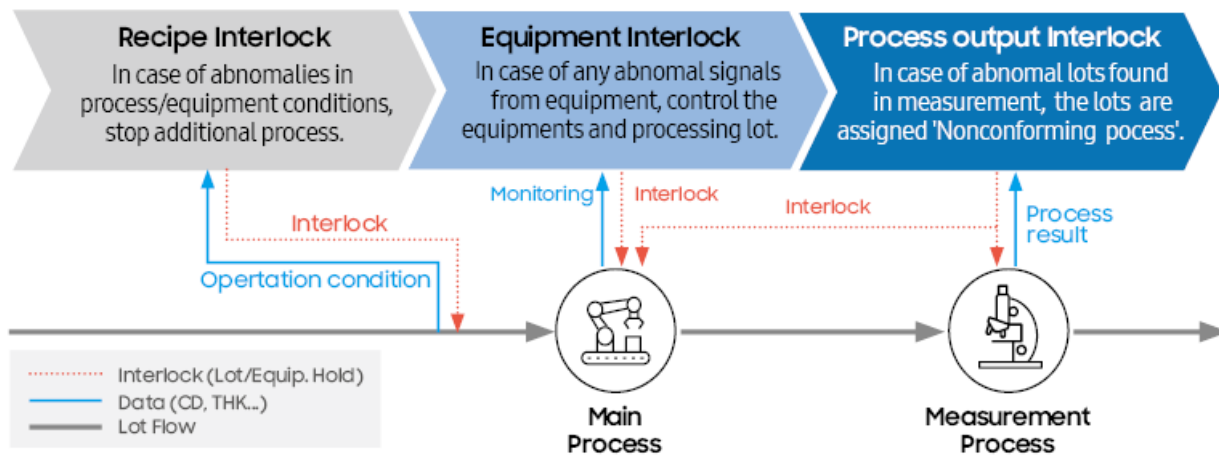 Recipe Interlock
In case of abnomalies in
process/equipment conditions,
stop additional process.
Equipment Interlock
In case of any abnomal signals
from equipment, control the
equipments and processing lot.
Process output Interlock
In case of abnomal lots found
in measurement, the lots are
assigned 'Nonconforming pocess'.
Monitoring
Interlock
Interlock
Interlock
Process
result
Opertation condition
Interlock (Lot/Equip. Hold)
Data (CD, THK...)
Lot Flow
Main
Process
Measurement
Process